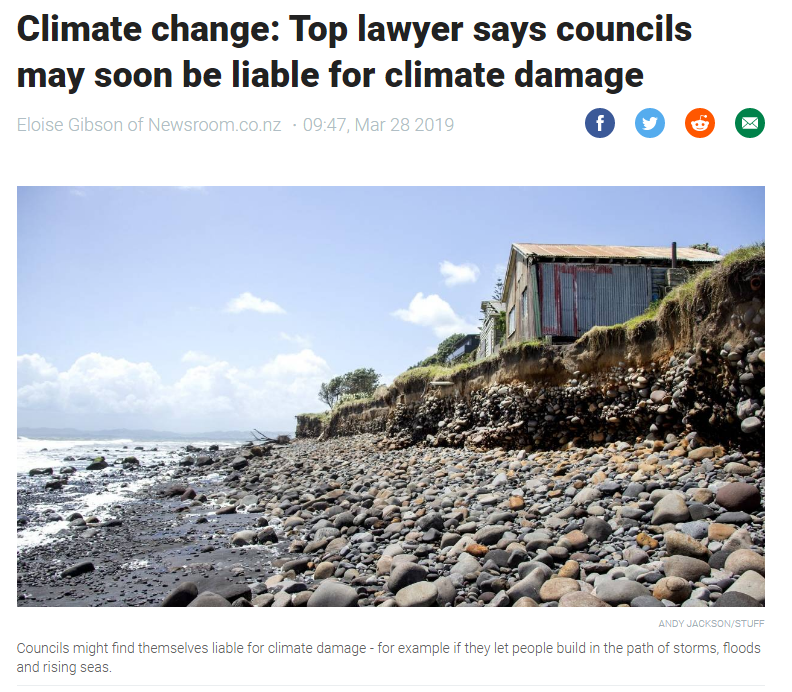 Climate change: Top lawyer says councils
may soon be liable for climate damage
Eloise Gibson of Newsroom.co.nz · 09:47, Mar 28 2019
ANDY JACKSON/STUFF
Councils might find themselves liable for climate damage - for example if they let people build in the path of storms, floods
and rising seas.